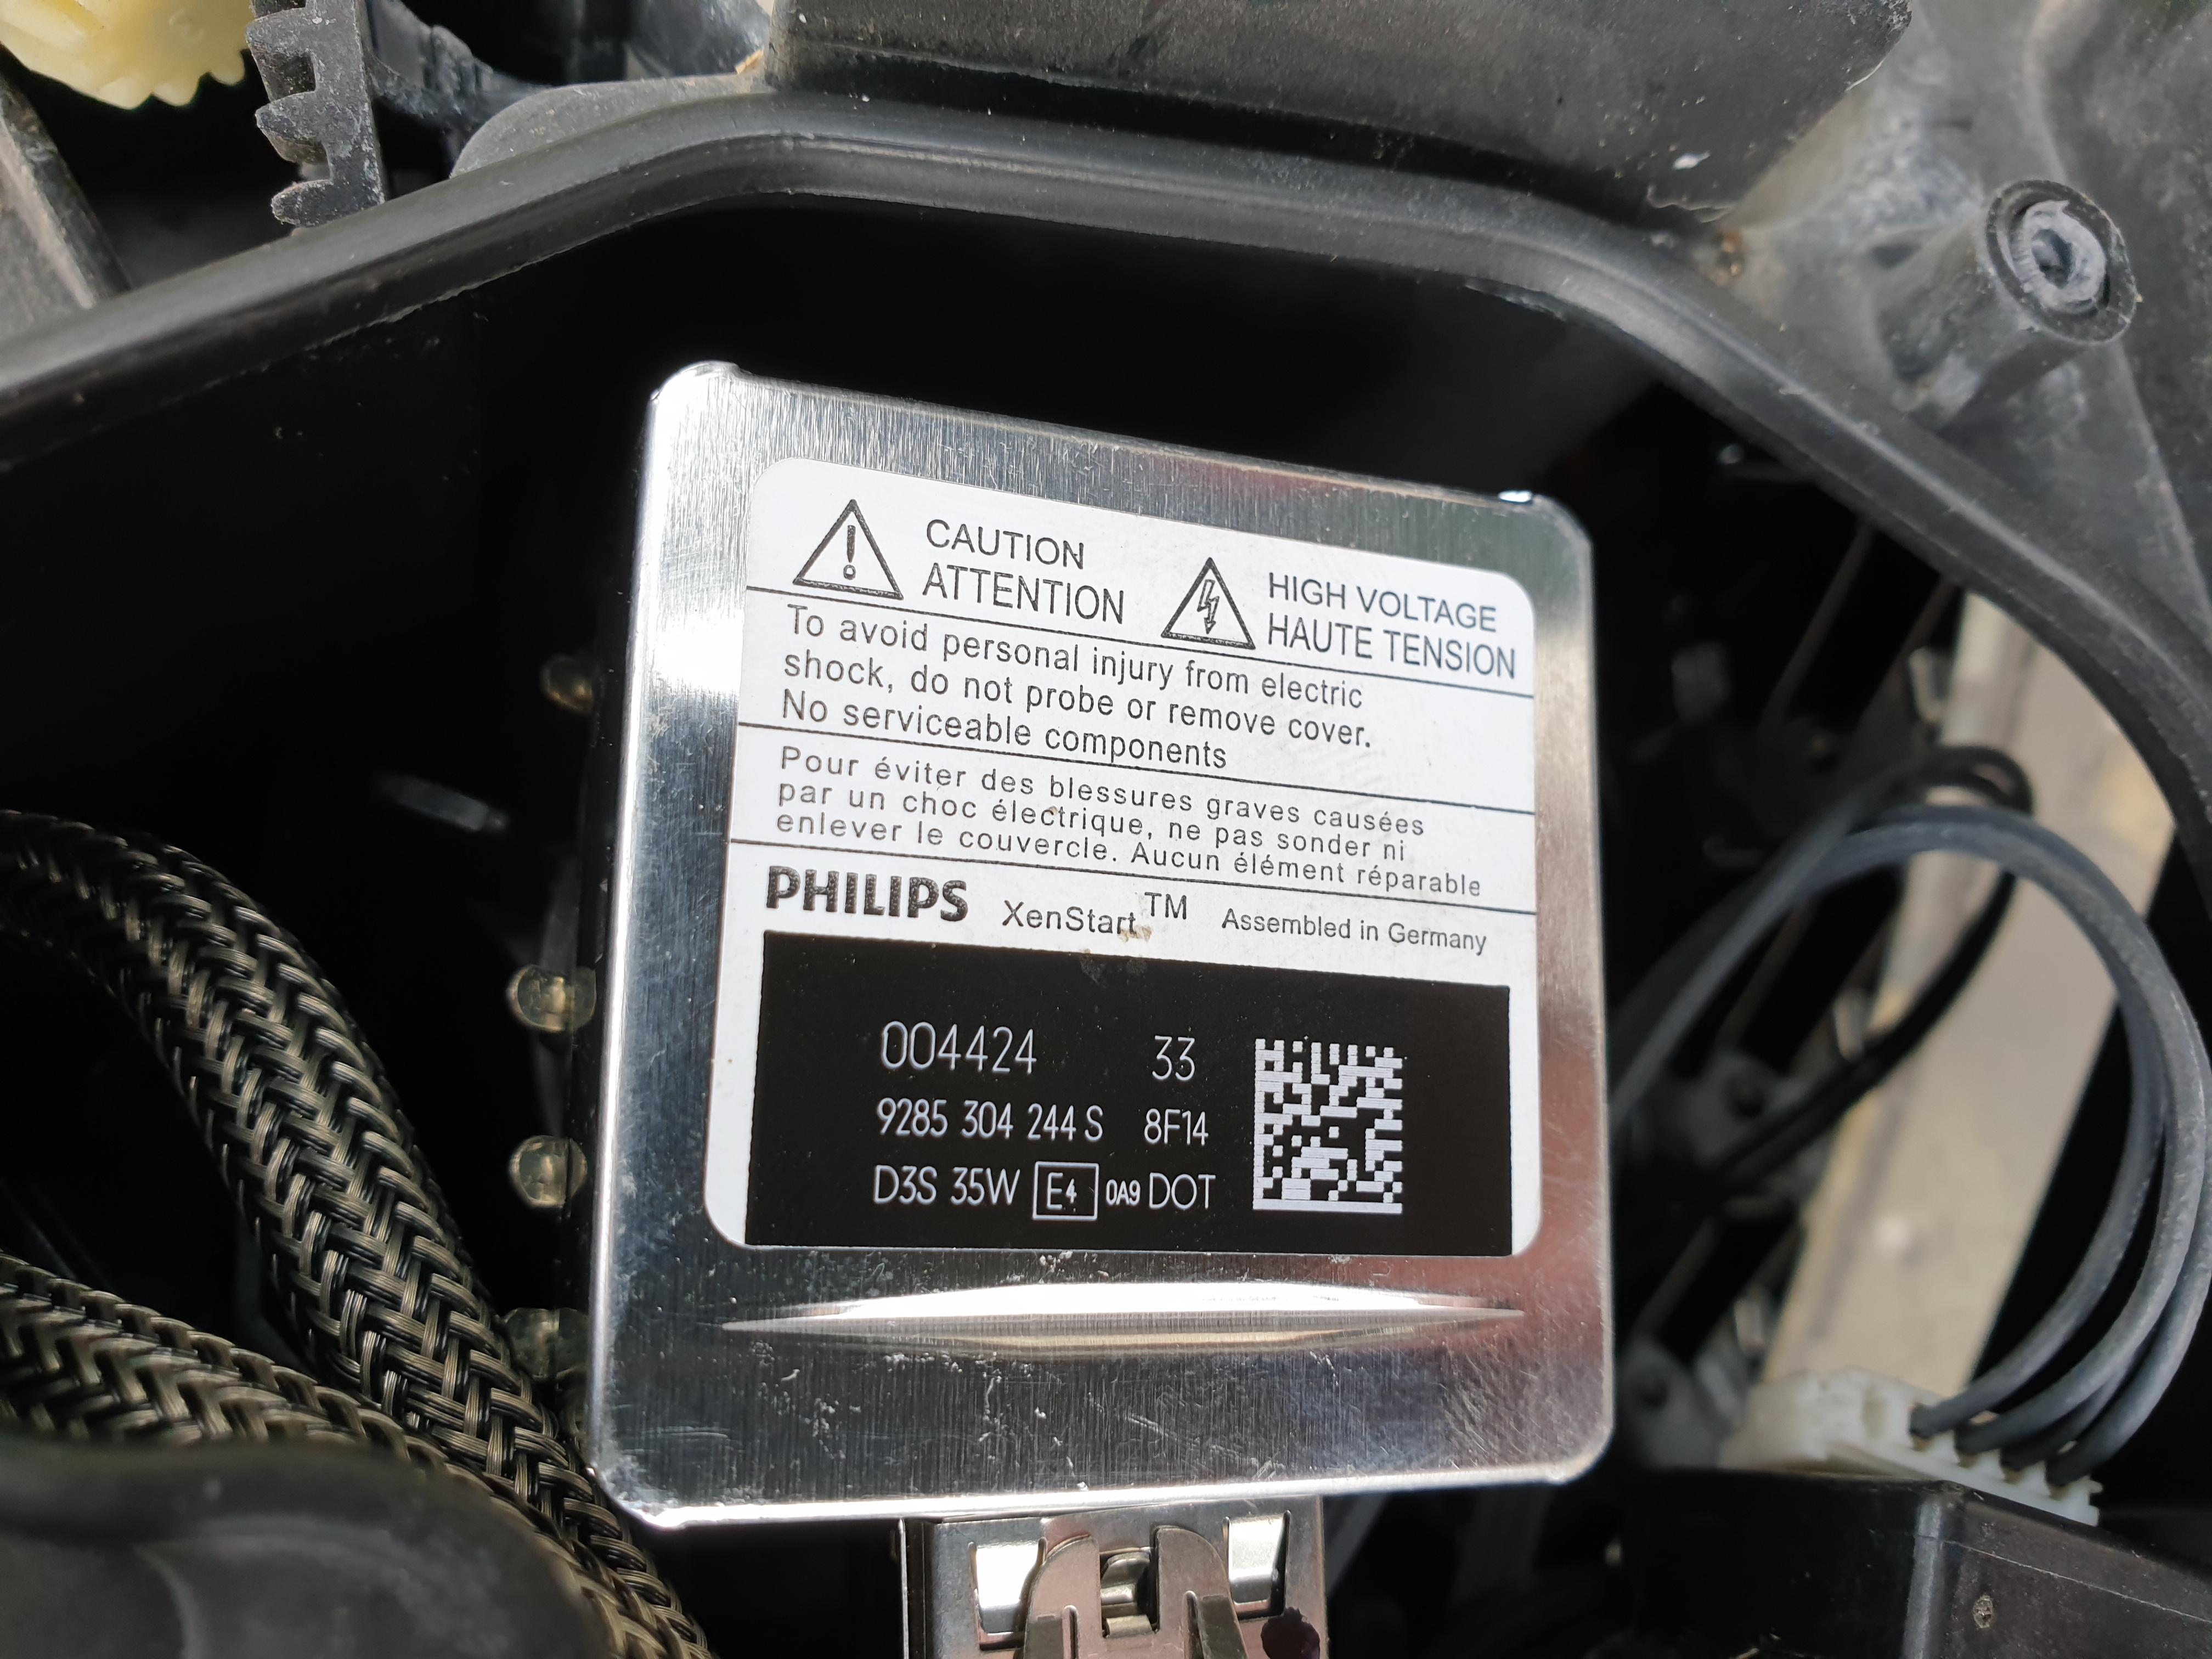 CAUTION
ATTENTION
HIGH VOLTAGE
HAUTE TENSION
To avoid personal injury from electric
shock, do not probe or remove cover.
No serviceable components
Pour éviter des blessures graves causées
par un choc électrique, ne pas sonder ni
enlever le couvercle. Aucun élément réparable
PHILIPS XenStart™ Assembled in Germany
004424 33
9285 304 244 S 8F14
D3S 35W E4 0A9 DOT